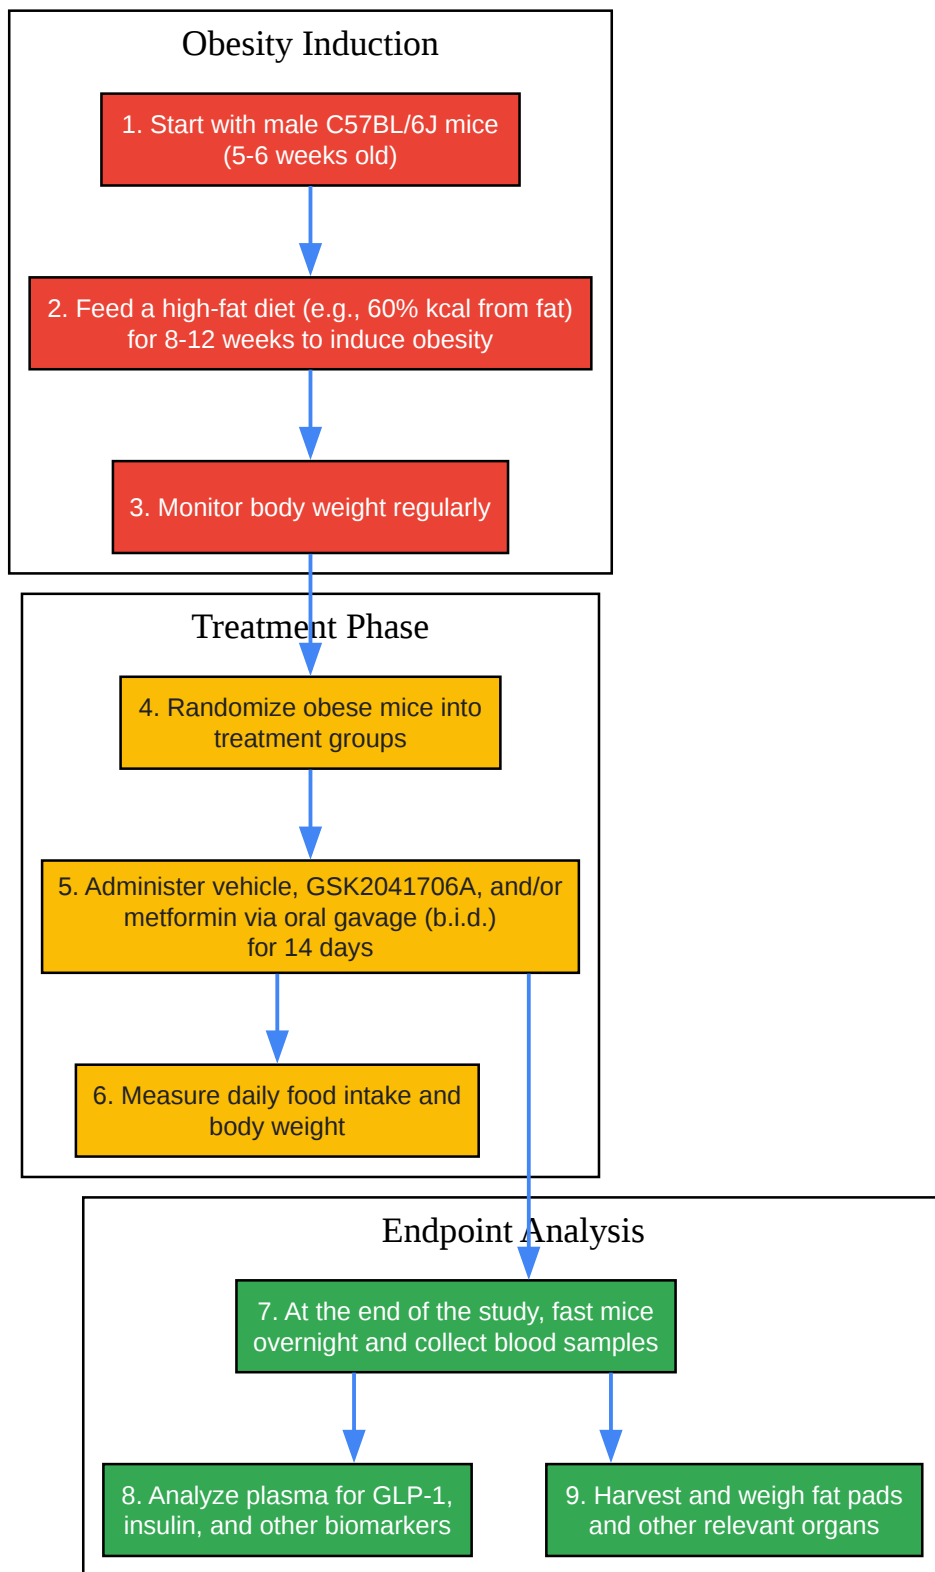 Obesity Induction
1. Start with male C57BL/6J mice
(5-6 weeks old)
2. Feed a high-fat diet (e.g., 60% kcal from fat)
for 8-12 weeks to induce obesity
3. Monitor body weight regularly
Treatment Phase
4. Randomize obese mice into
treatment groups
5. Administer vehicle, GSK2041706A, and/or
metformin via oral gavage (b.i.d.)
for 14 days
6. Measure daily food intake and
body weight
Endpoint Analysis
7. At the end of the study, fast mice
overnight and collect blood samples
8. Analyze plasma for GLP-1,
insulin, and other biomarkers
9. Harvest and weigh fat pads
and other relevant organs